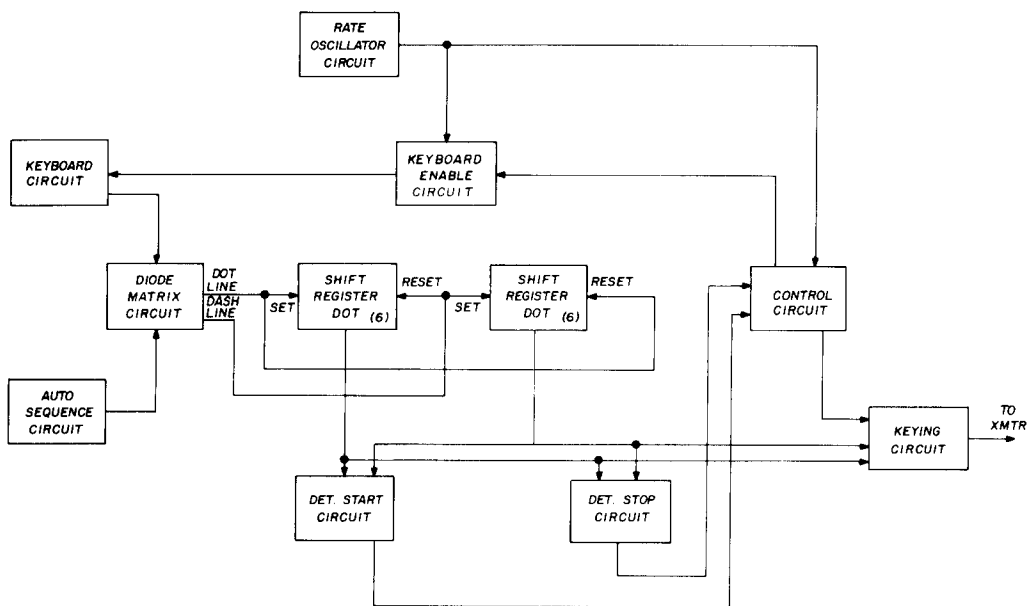 RATE
OSCILLATOR
CIRCUIT
KEYBOARD
CIRCUIT
KEYBOARD
ENABLE
CIRCUIT
DIODE
MATRIX
CIRCUIT
DOT
LINE
DASH
LINE
SET
SHIFT
REGISTER
DOT (6)
RESET
SET
SHIFT
REGISTER
DOT (6)
RESET
CONTROL
CIRCUIT
AUTO
SEQUENCE
CIRCUIT
KEYING
CIRCUIT
TO
XMTR
DET. START
CIRCUIT
DET. STOP
CIRCUIT